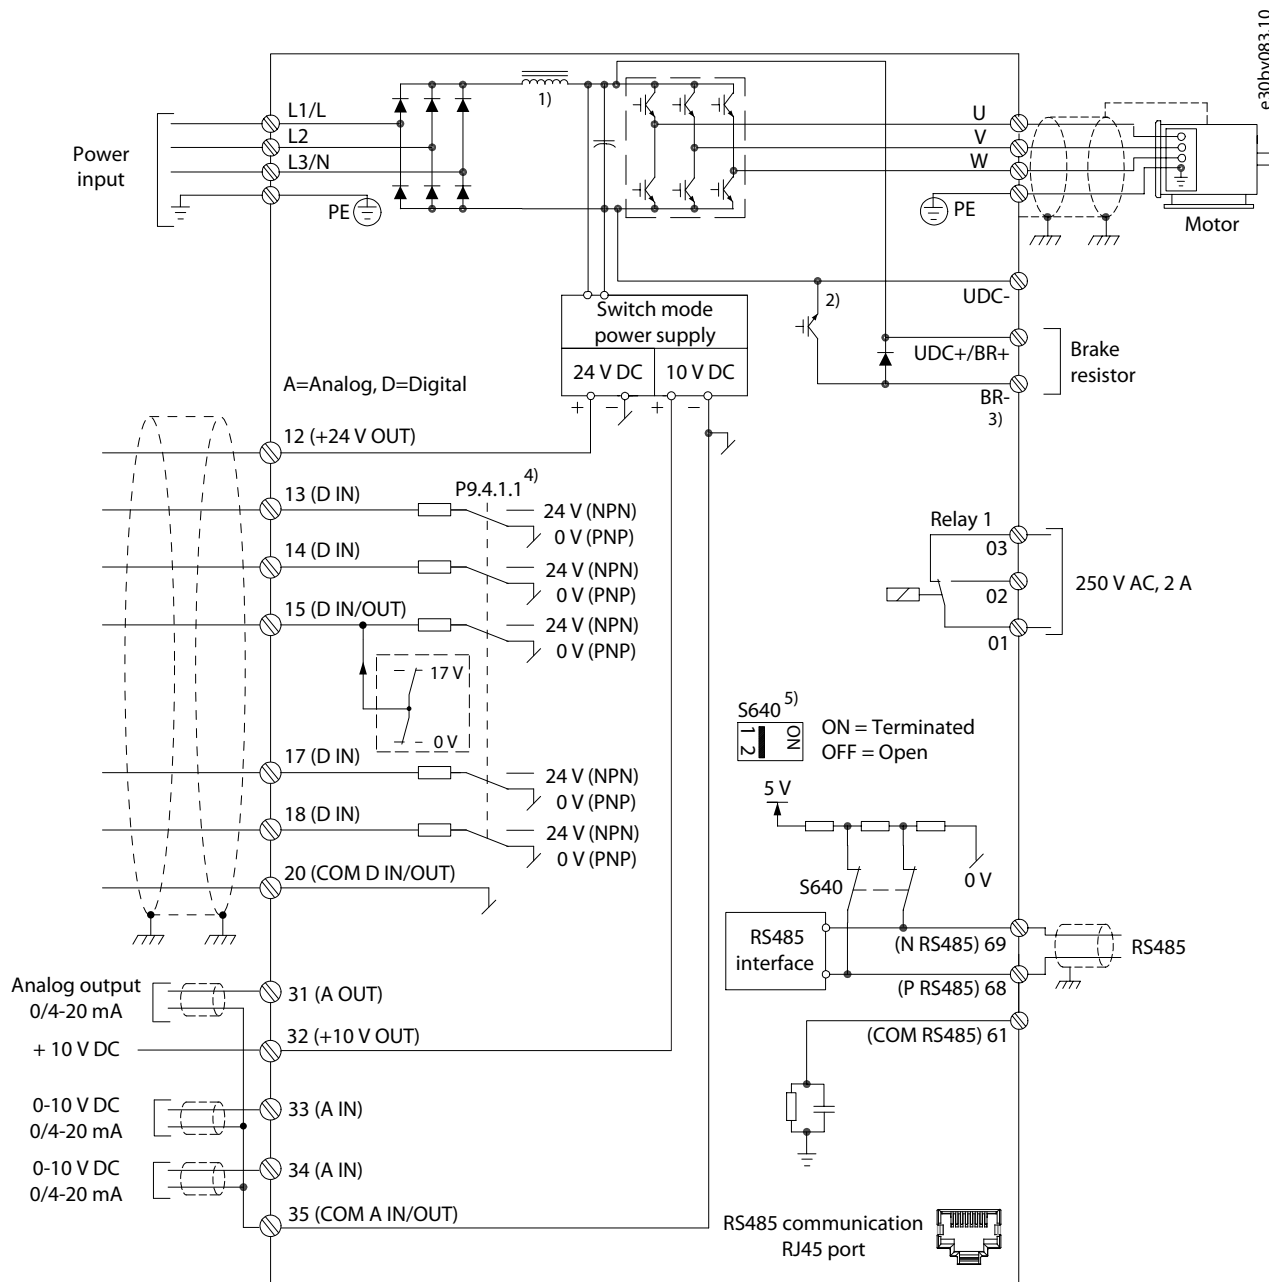 e30bv083.10
1)
L1/L
L2
L3/N
Power
input
PE
U
V
W
PE
Motor
UDC-
2)
UDC+/BR+
BR-
3)
Brake
resistor
Switch mode
power supply
24 V DC
10 V DC
+
−
+
−
A=Analog, D=Digital
12 (+24 V OUT)
P9.4.1.1 4)
13 (D IN)
24 V (NPN)
0 V (PNP)
14 (D IN)
24 V (NPN)
0 V (PNP)
15 (D IN/OUT)
24 V (NPN)
0 V (PNP)
17 V
0 V
17 (D IN)
24 V (NPN)
0 V (PNP)
18 (D IN)
24 V (NPN)
0 V (PNP)
20 (COM D IN/OUT)
Relay 1
03
02
01
250 V AC, 2 A
S640 5)
1 2
ON
ON = Terminated
OFF = Open
5 V
0 V
S640
RS485
interface
(N RS485) 69
(P RS485) 68
RS485
(COM RS485) 61
Analog output
0/4-20 mA
31 (A OUT)
+ 10 V DC
32 (+10 V OUT)
0-10 V DC
0/4-20 mA
33 (A IN)
0-10 V DC
0/4-20 mA
34 (A IN)
35 (COM A IN/OUT)
RS485 communication
RJ45 port